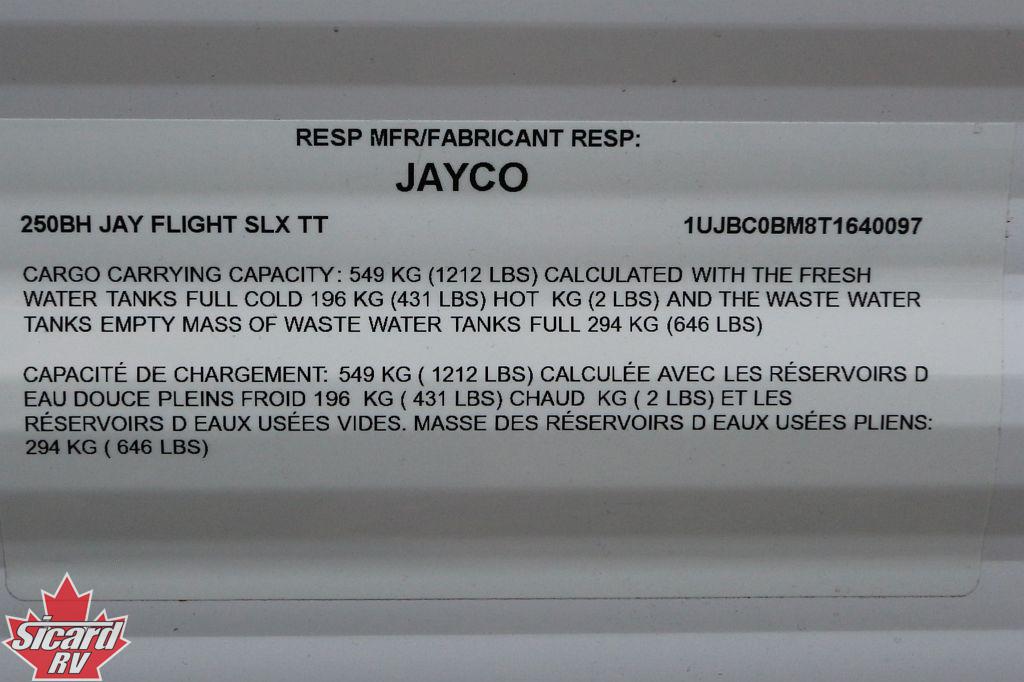 RESP MFR/FABRICANT RESP:
JAYCO
250BH JAY FLIGHT SLX TT 1UJBC0BM8T1640097
CARGO CARRYING CAPACITY: 549 KG (1212 LBS) CALCULATED WITH THE FRESH
WATER TANKS FULL COLD 196 KG (431 LBS) HOT KG (2 LBS) AND THE WASTE WATER
TANKS EMPTY MASS OF WASTE WATER TANKS FULL 294 KG (646 LBS)
CAPACITÉ DE CHARGEMENT: 549 KG ( 1212 LBS) CALCULÉE AVEC LES RÉSERVOIRS D
EAU DOUCE PLEINS FROID 196 KG ( 431 LBS) CHAUD KG ( 2 LBS) ET LES
RÉSERVOIRS D EAUX USÉES VIDES. MASSE DES RÉSERVOIRS D EAUX USÉES PLIENS:
294 KG ( 646 LBS)
Sicard
RV